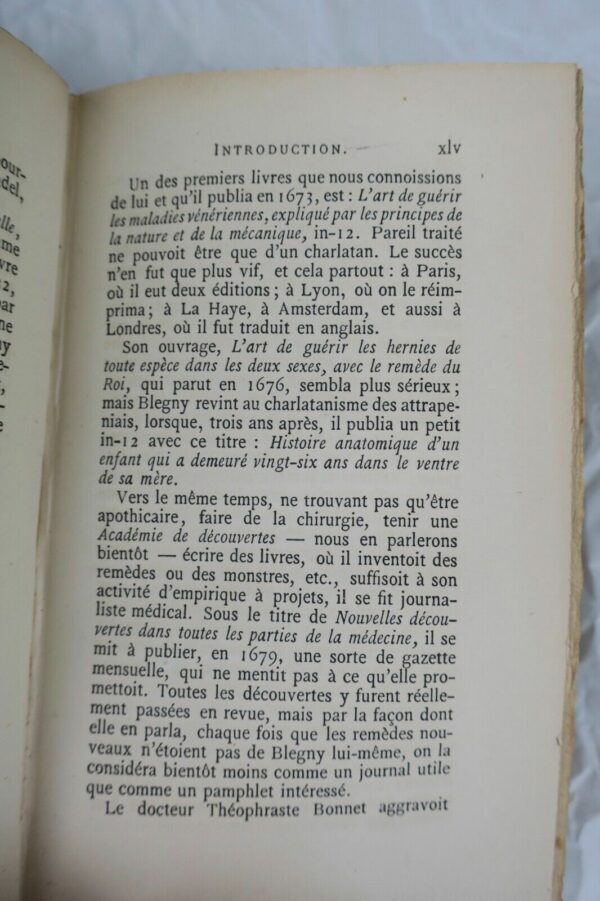 our-
del,
elle,
me
vre
12,
par
ne
ny
e-
,
-
e
INTRODUCTION. xlv
Un des premiers livres que nous connoissions
de lui et qu'il publia en 1673, est : L'art de guérir
les maladies vénériennes, expliqué par les principes de
la nature et de la mécanique, in-12. Pareil traité
ne pouvoit être que d'un charlatan. Le succès
n'en fut que plus vif, et cela partout : à Paris,
où il eut deux éditions ; à Lyon, où on le réim-
prima ; à La Haye, à Amsterdam, et aussi à
Londres, où il fut traduit en anglais.
Son ouvrage, L'art de guérir les hernies de
toute espèce dans les deux sexes, avec le remède du
Roi, qui parut en 1676, sembla plus sérieux ;
mais Blegny revint au charlatanisme des attrape-
niais, lorsque, trois ans après, il publia un petit
in-12 avec ce titre : Histoire anatomique d'un
enfant qui a demeuré vingt-six ans dans le ventre
de sa mère.
Vers le même temps, ne trouvant pas qu'être
apothicaire, faire de la chirurgie, tenir une
Académie de découvertes — nous en parlerons
bientôt — écrire des livres, où il inventoit des
remèdes ou des monstres, etc., suffisoit à son
activité d'empirique à projets, il se fit journa-
liste médical. Sous le titre de Nouvelles décou-
vertes dans toutes les parties de la médecine, il se
mit à publier, en 1679, une sorte de gazette
mensuelle, qui ne mentit pas à ce qu'elle pro-
mettoit. Toutes les découvertes y furent réelle-
ment passées en revue, mais par la façon dont
elle en parla, chaque fois que les remèdes nou-
veaux n'étoient pas de Blegny lui-même, on la
considéra bientôt moins comme un journal utile
que comme un pamphlet intéressé.
Le docteur Théophraste Bonnet aggravoit